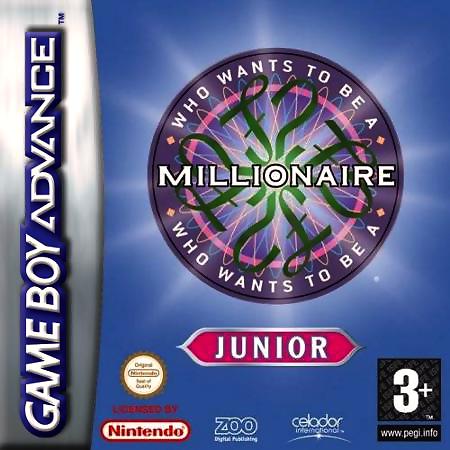 GAME BOY ADVANCE™
WHO WANTS TO BE A
MILLIONAIRE
WHO WANTS TO BE A
JUNIOR
Original
Nintendo
Seal of
Quality
LICENSED BY
Nintendo
ZOO
Digital Publishing
celador
international
3+
™
www.pegi.info